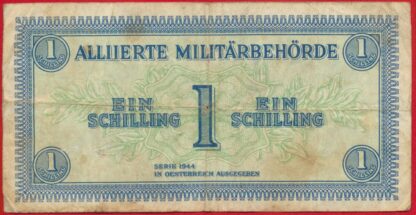 1
ALLIIERTE MILITÄRBEHÖRDE
1
EIN
SCHILLING
1
EIN
SCHILLING
1
SERIE 1944
IN OESTERREICH AUSGEGEBEN
1